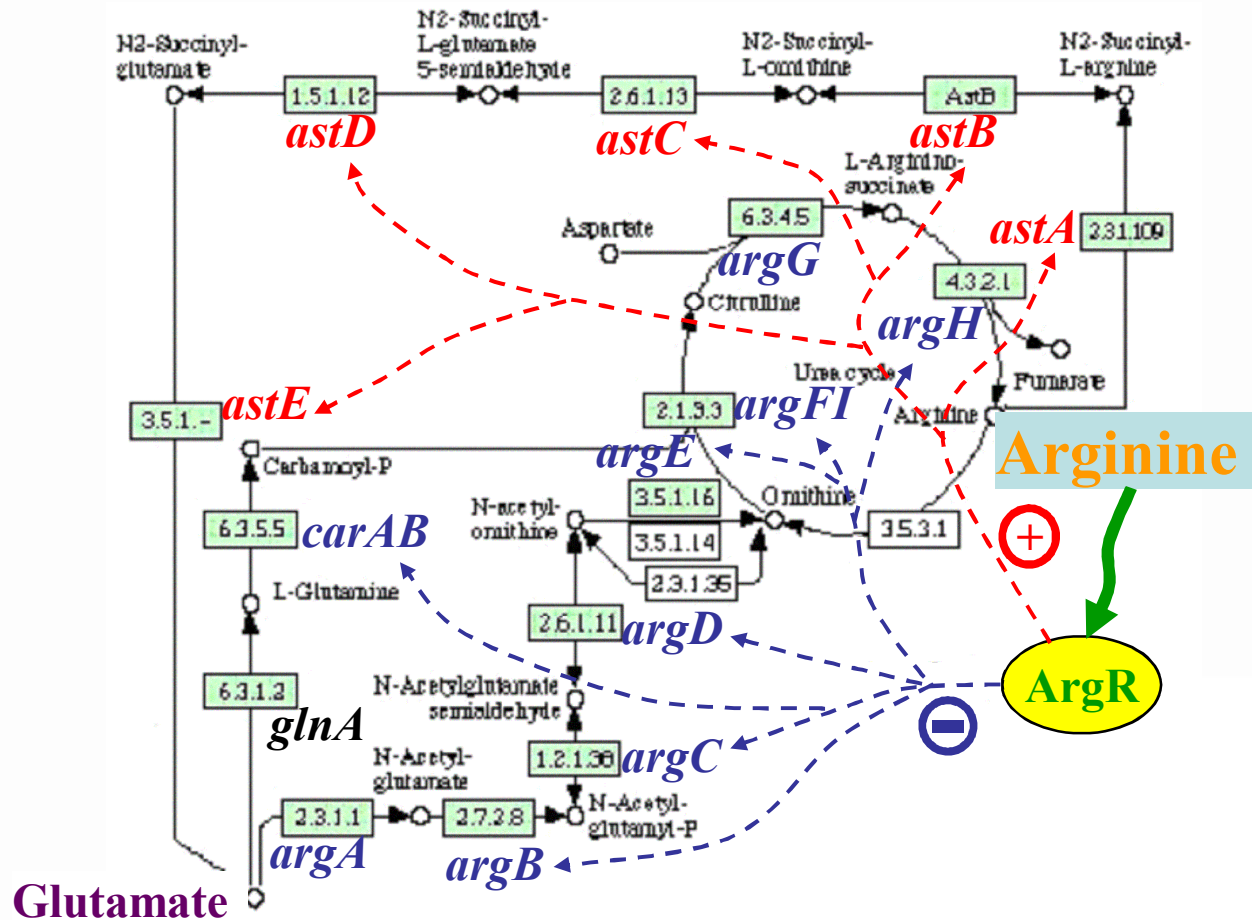 N2-Succinyl-
glutamate
N2-Succinyl-
L-glutamate
5-semialdehyde
N2-Succinyl-
L-ornithine
N2-Succinyl-
L-arginine
1.5.1.12
2.6.1.13
AstB
astD
astC
astB
L-Arginino-
succinate
Aspartate
6.3.4.5
argG
astA
2.3.1.109
4.3.2.1
Citrulline
argH
Urea cycle
Fumarate
3.5.1.-
astE
2.1.3.3
argFI
Arginine
Arginine
Carbamoyl-P
argE
3.5.1.16
Ornithine
N-acetyl-
ornithine
3.5.1.14
3.5.3.1
6.3.5.5
carAB
2.3.1.35
+
L-Glutamine
2.6.1.11
argD
6.3.1.2
glnA
N-Acetylglutamate
semialdehyde
ArgR
−
N-Acetyl-
glutamate
1.2.1.38
argC
2.3.1.1
2.7.2.8
N-Acetyl-
glutamyl-P
argA
argB
Glutamate